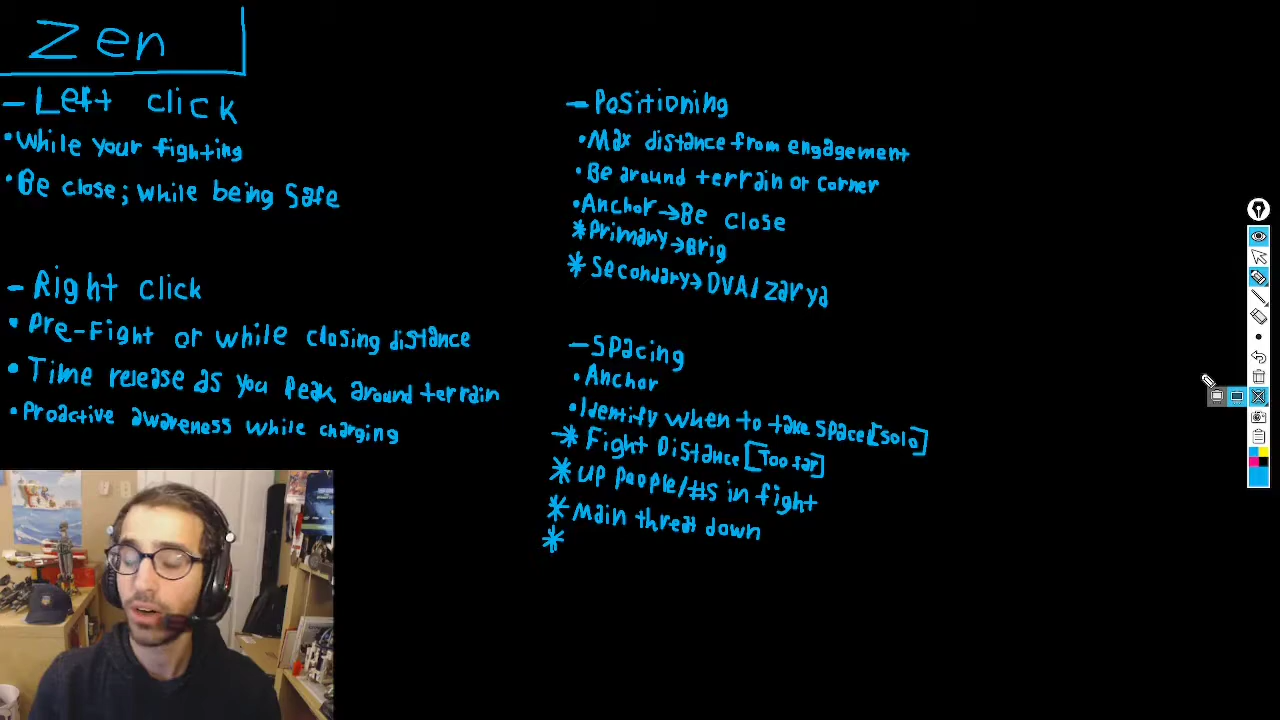 Zen
- Left click
• While your fighting
• Be close; while being safe
- Right click
• Pre-Fight or while closing distance
• Time release as you Peak around terrain
• Proactive awareness while charging
- Positioning
• Max distance from engagement
• Be around terrain or corner
• Anchor → Be close
* Primary → Brig
* Secondary → DVA/Zarya
- Spacing
• Anchor
• Identify when to take space [solo]
-* Fight Distance [Too far]
* UP people/#s in fight
* Main threat down
*